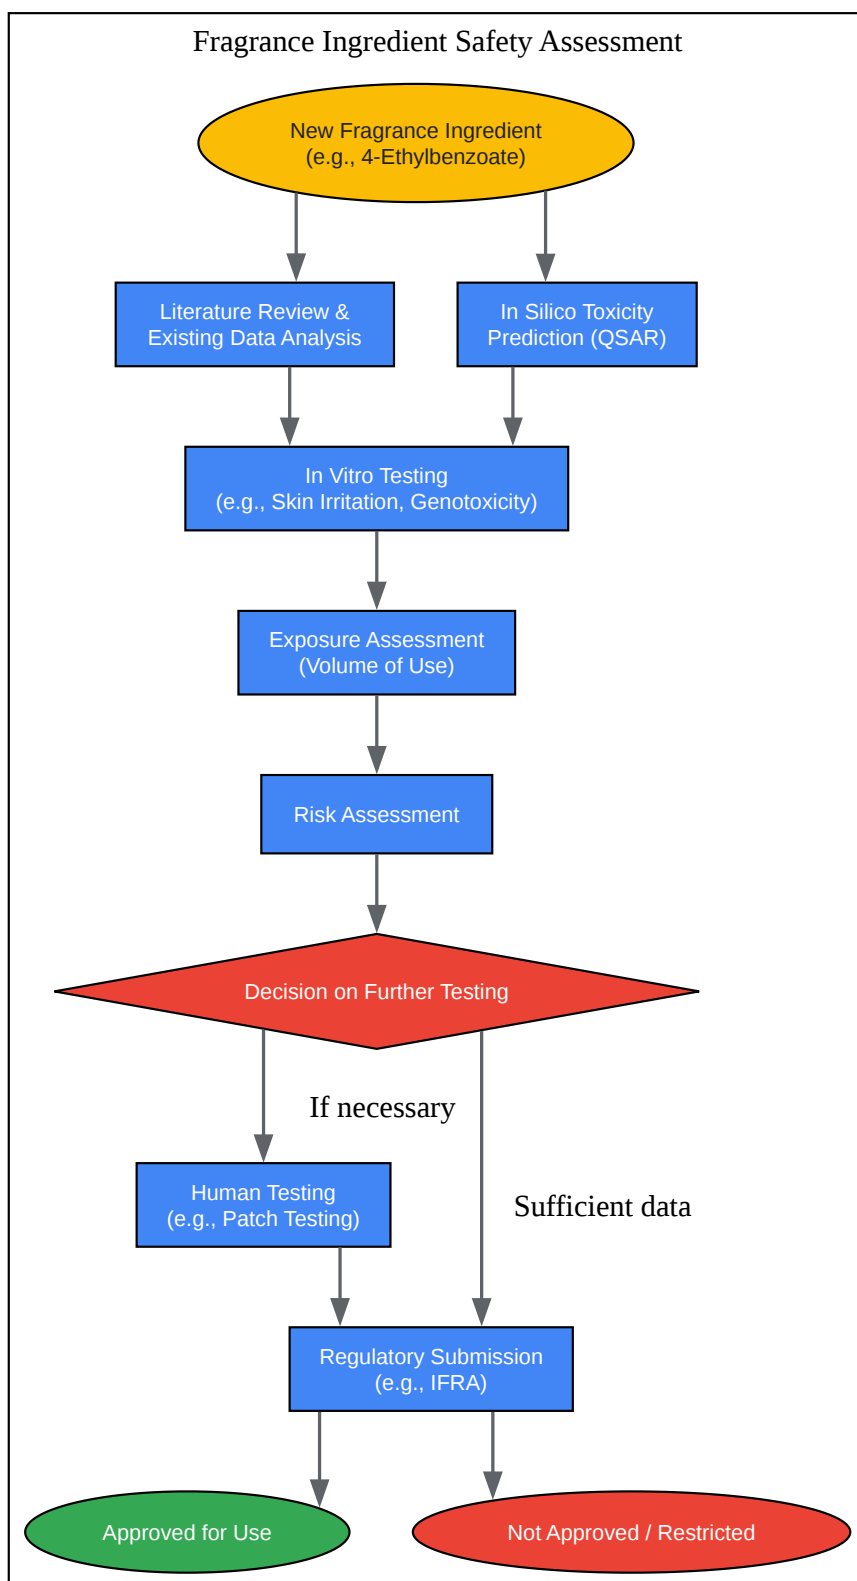 Fragrance Ingredient Safety Assessment
New Fragrance Ingredient
(e.g., 4-Ethylbenzoate)
Literature Review &
Existing Data Analysis
In Silico Toxicity
Prediction (QSAR)
In Vitro Testing
(e.g., Skin Irritation, Genotoxicity)
Exposure Assessment
(Volume of Use)
Risk Assessment
Decision on Further Testing
If necessary
Human Testing
(e.g., Patch Testing)
Sufficient data
Regulatory Submission
(e.g., IFRA)
Approved for Use
Not Approved / Restricted